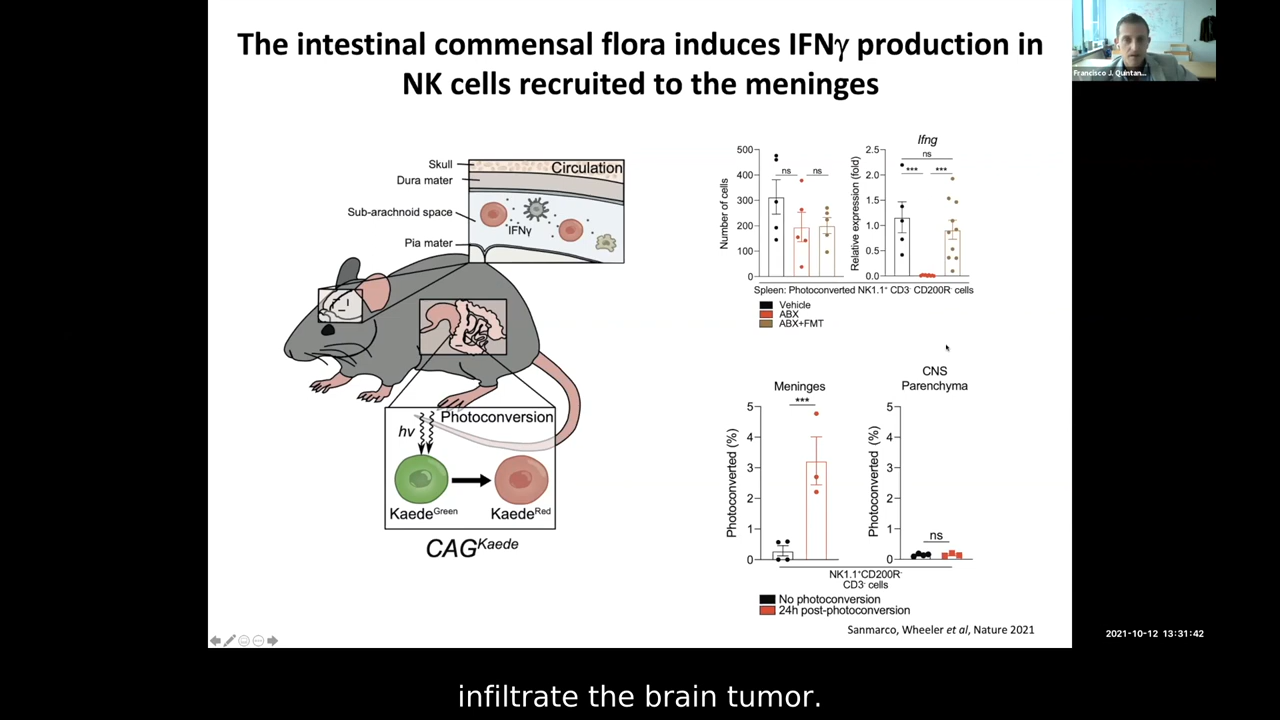 The intestinal commensal flora induces IFNγ production in
NK cells recruited to the meninges
Francisco J. Quintan...
Skull
Dura mater
Sub-arachnoid space
Pia mater
Circulation
IFNγ
Photoconversion
hv
Kaede^Green
Kaede^Red
CAG^Kaede
Number of cells
500
400
300
200
100
0
ns
ns
Ifng
Relative expression (fold)
2.5
2.0
1.5
1.0
0.5
0.0
ns
***
***
Spleen: Photoconverted NK1.1⁺ CD3⁻ CD200R⁻ cells
Vehicle
ABX
ABX+FMT
Meninges
Photoconverted (%)
5
4
3
2
1
0
***
CNS
Parenchyma
Photoconverted (%)
5
4
3
2
1
0
ns
NK1.1⁺CD200R⁻
CD3⁻ cells
No photoconversion
24h post-photoconversion
Sanmarco, Wheeler et al, Nature 2021
2021-10-12 13:31:42
infiltrate the brain tumor.